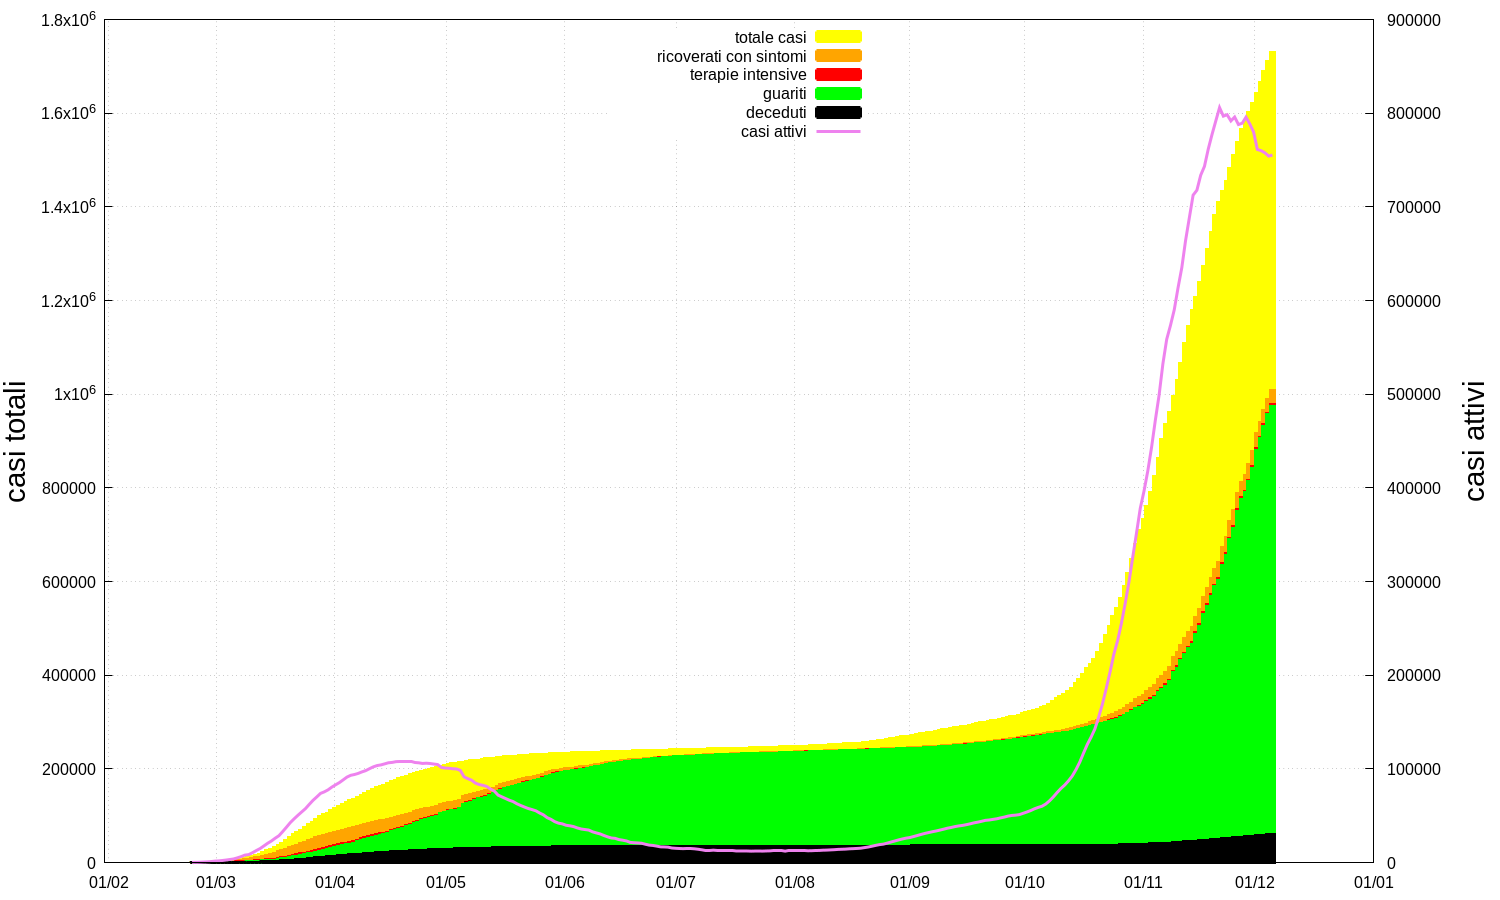 1.8x10^6
1.6x10^6
1.4x10^6
1.2x10^6
1x10^6
800000
600000
400000
200000
0
casi totali
totale casi
ricoverati con sintomi
terapie intensive
guariti
deceduti
casi attivi
900000
800000
700000
600000
500000
400000
300000
200000
100000
0
casi attivi
01/02 01/03 01/04 01/05 01/06 01/07 01/08 01/09 01/10 01/11 01/12 01/01